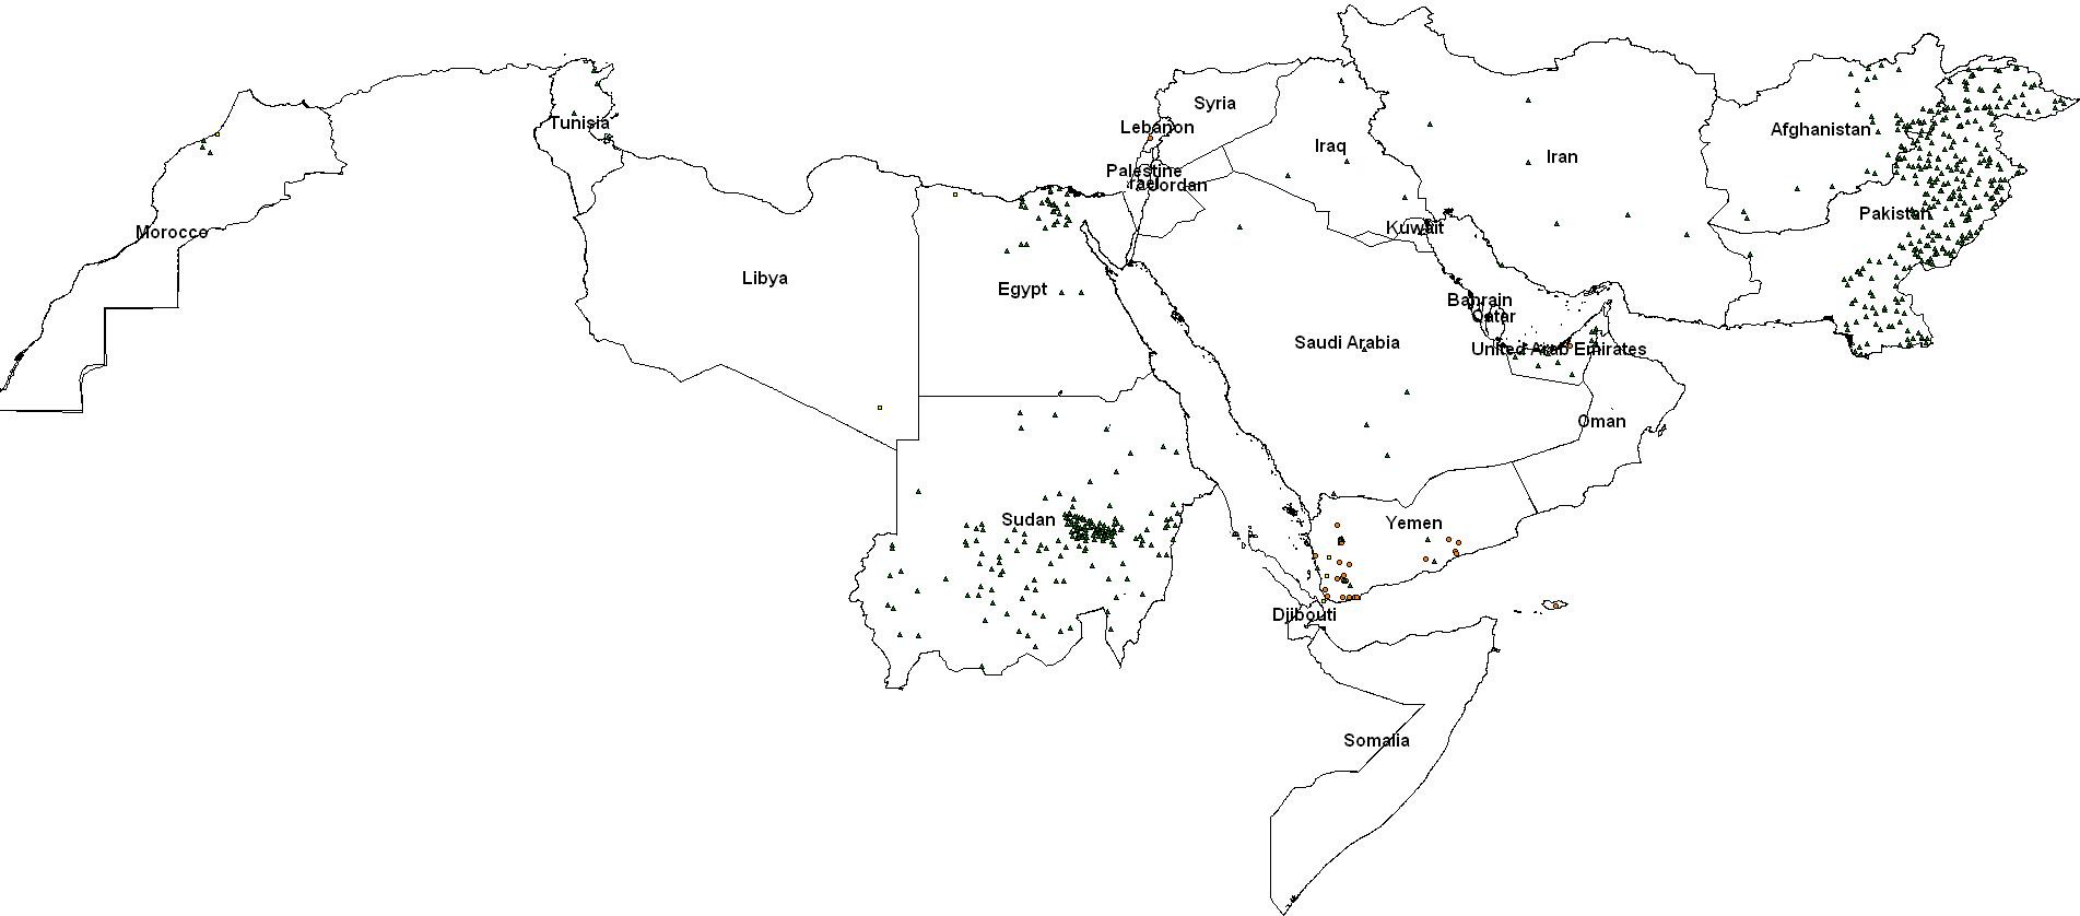 Syria
Tunisia
Lebanon
Afghanistan
Iraq
Iran
Palestine
Jordan
Pakistan
Morocco
Kuwait
Libya
Egypt
Bahrain
Qatar
Saudi Arabia
United Arab Emirates
Oman
Sudan
Yemen
Djibouti
Somalia